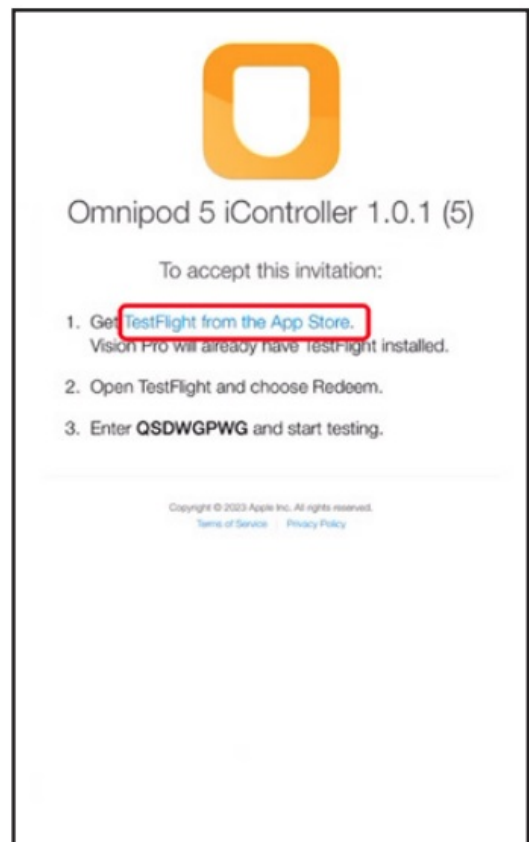 Omnipod 5 iController 1.0.1 (5)
To accept this invitation:
1. Get TestFlight from the App Store.
Vision Pro will already have TestFlight installed.
2. Open TestFlight and choose Redeem.
3. Enter QSDWGPWG and start testing.
Copyright © 2023 Apple Inc. All rights reserved.
Terms of Service | Privacy Policy